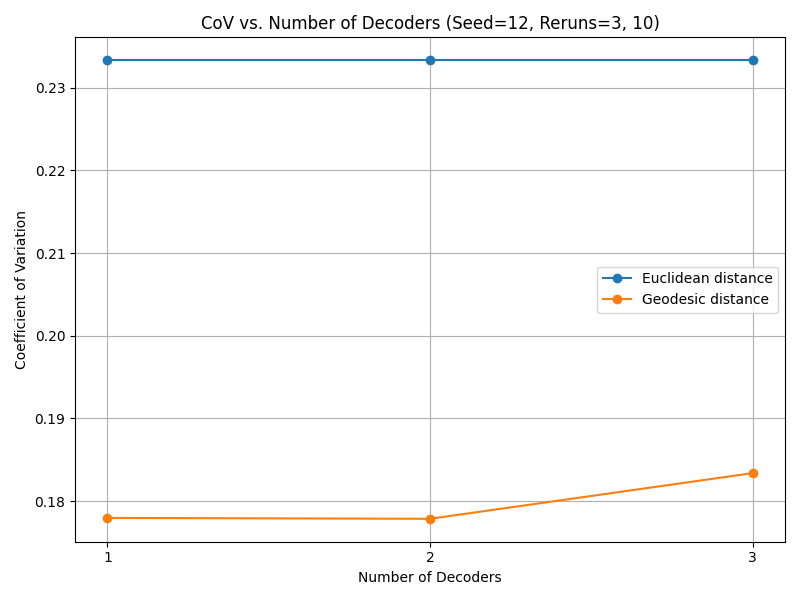 CoV vs. Number of Decoders (Seed=12, Reruns=3, 10)
Coefficient of Variation
0.23
0.22
0.21
0.20
0.19
0.18
Euclidean distance
Geodesic distance
1 2 3
Number of Decoders